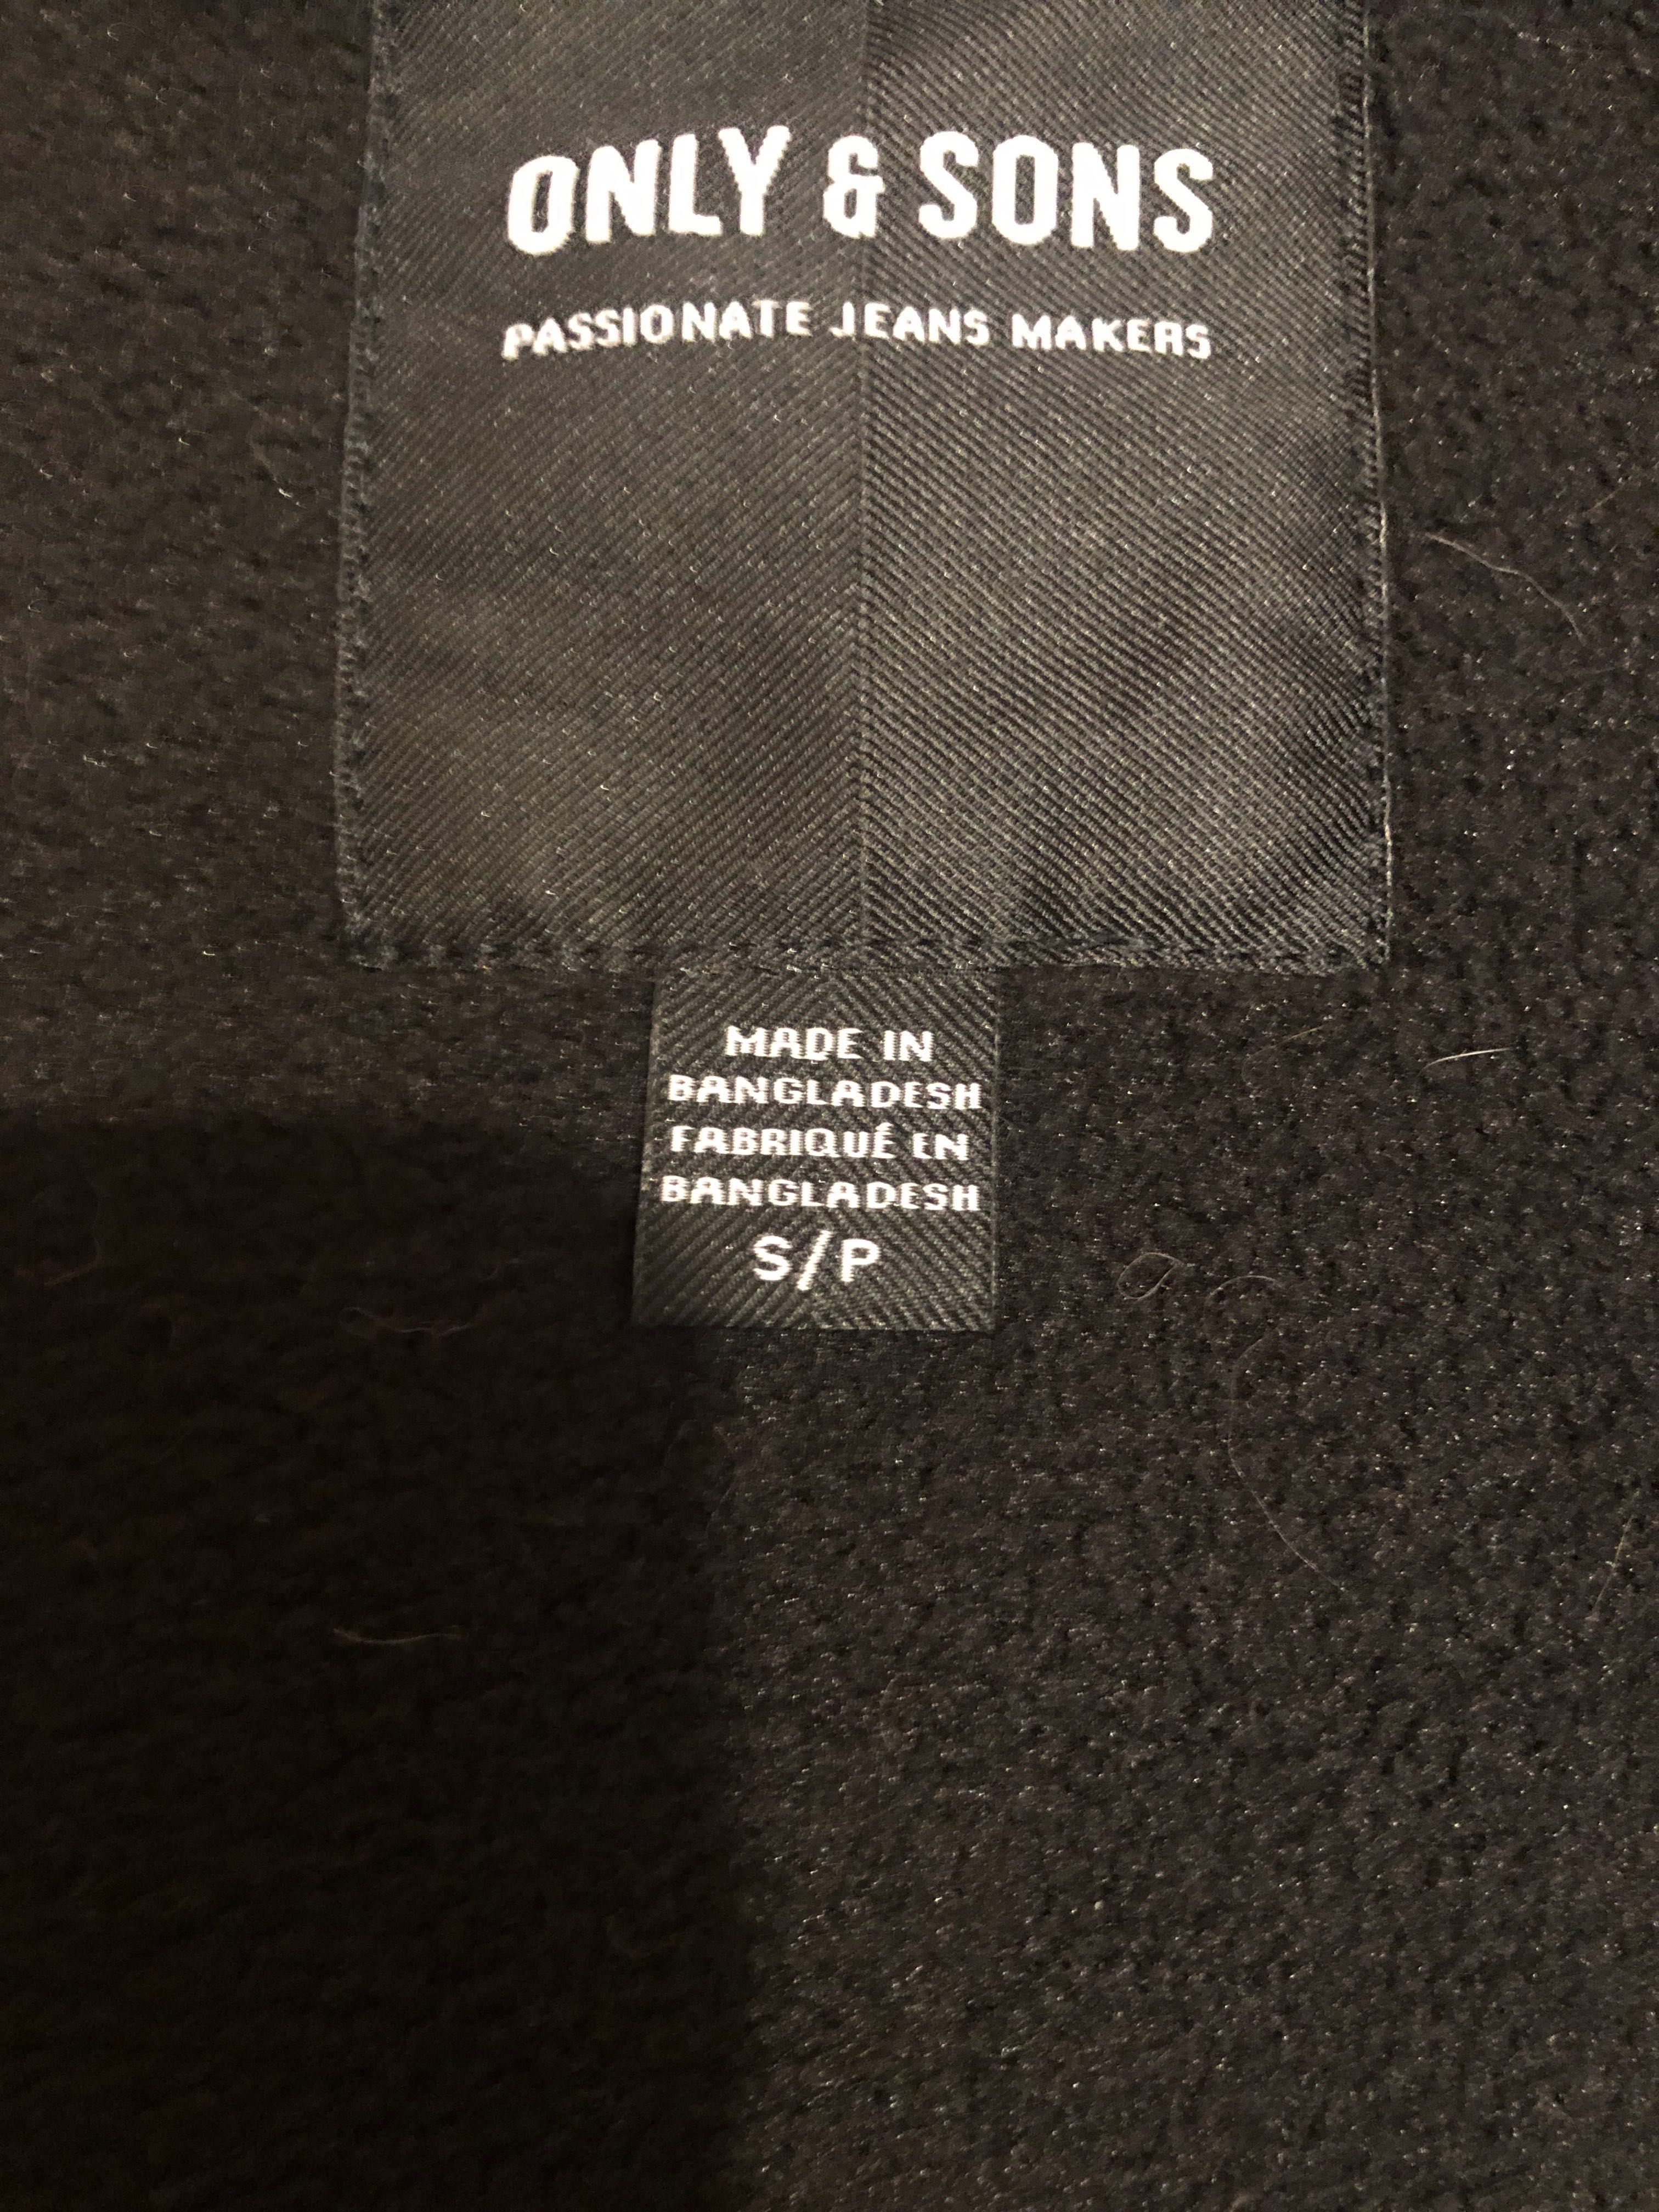 ONLY & SONS
PASSIONATE JEANS MAKERS
MADE IN
BANGLADESH
FABRIQUÉ EN
BANGLADESH
S/P